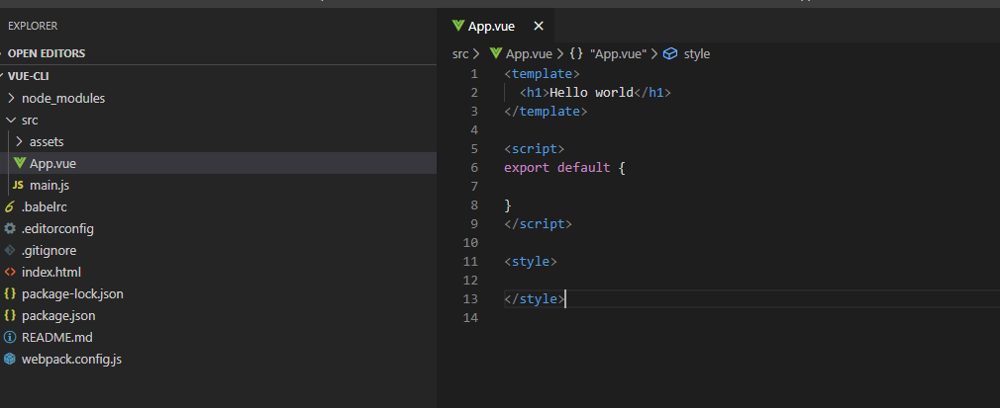 EXPLORER
OPEN EDITORS
VUE-CLI
node_modules
src
assets
App.vue
JS main.js
.babelrc
.editorconfig
.gitignore
<> index.html
{} package-lock.json
{} package.json
README.md
webpack.config.js
App.vue ×
src > App.vue > {} "App.vue" > style
1 <template>
2 <h1>Hello world</h1>
3 </template>
4
5 <script>
6 export default {
7
8 }
9 </script>
10
11 <style>
12
13 </style>
14